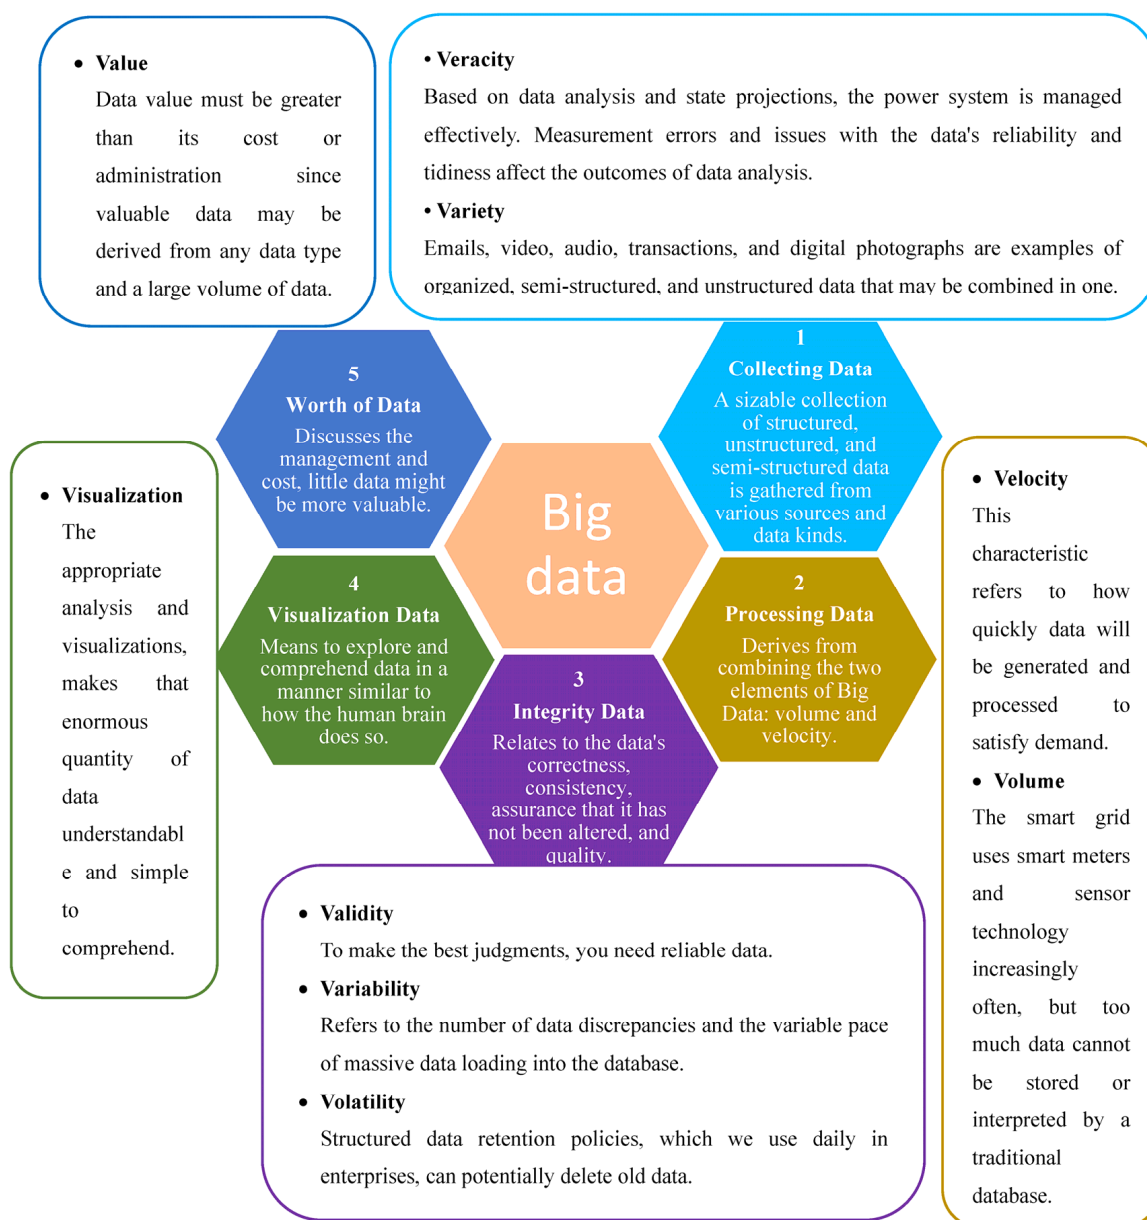 • Value
Data value must be greater
than its cost or
administration since
valuable data may be
derived from any data type
and a large volume of data.
• Veracity
Based on data analysis and state projections, the power system is managed
effectively. Measurement errors and issues with the data's reliability and
tidiness affect the outcomes of data analysis.
• Variety
Emails, video, audio, transactions, and digital photographs are examples of
organized, semi-structured, and unstructured data that may be combined in one.
5
Worth of Data
Discusses the
management and
cost, little data might
be more valuable.
1
Collecting Data
A sizable collection
of structured,
unstructured, and
semi-structured data
is gathered from
various sources and
data kinds.
Big
data
• Visualization
The
appropriate
analysis and
visualizations,
makes that
enormous
quantity of
data
understandabl
e and simple
to
comprehend.
4
Visualization Data
Means to explore and
comprehend data in a
manner similar to
how the human brain
does so.
3
Integrity Data
Relates to the data's
correctness,
consistency,
assurance that it has
not been altered, and
quality.
2
Processing Data
Derives from
combining the two
elements of Big
Data: volume and
velocity.
• Velocity
This
characteristic
refers to how
quickly data will
be generated and
processed to
satisfy demand.
• Volume
The smart grid
uses smart meters
and sensor
technology
increasingly
often, but too
much data cannot
be stored or
interpreted by a
traditional
database.
• Validity
To make the best judgments, you need reliable data.
• Variability
Refers to the number of data discrepancies and the variable pace
of massive data loading into the database.
• Volatility
Structured data retention policies, which we use daily in
enterprises, can potentially delete old data.